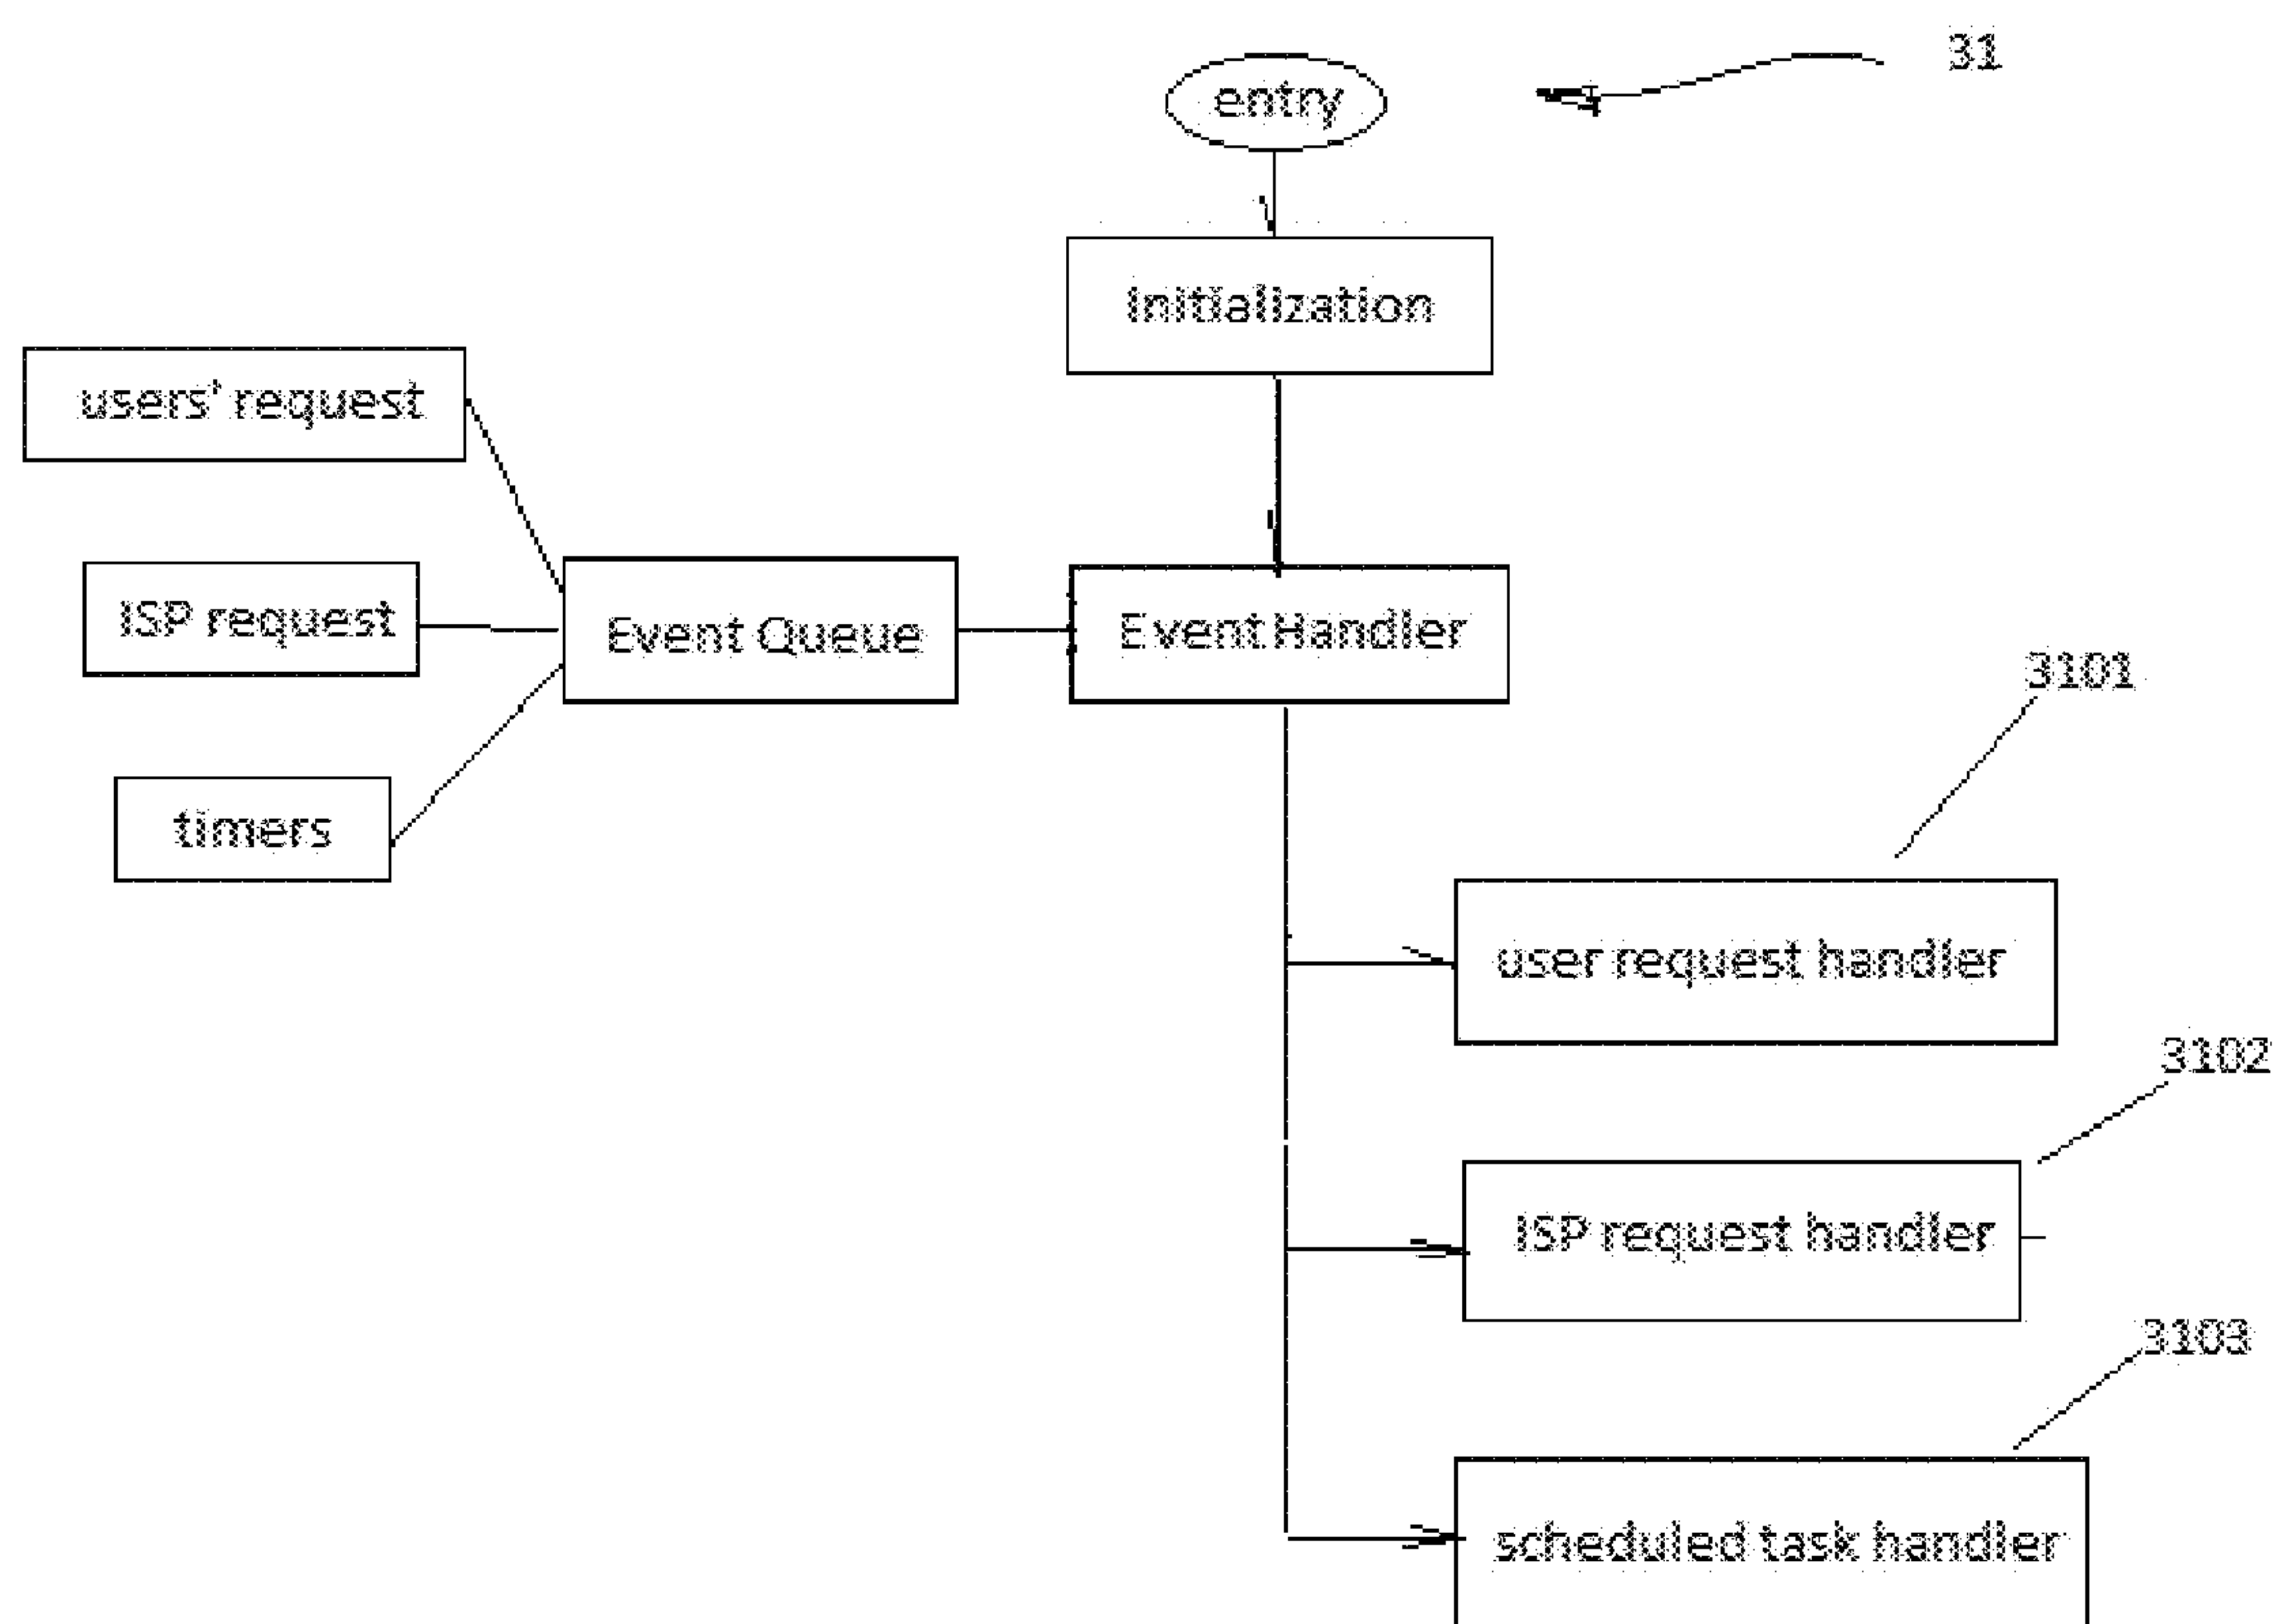 31
entry
initialization
users' request
ISP request
Event Queue
Event Handler
timers
3101
user request handler
3102
ISP request handler
3103
scheduled task handler